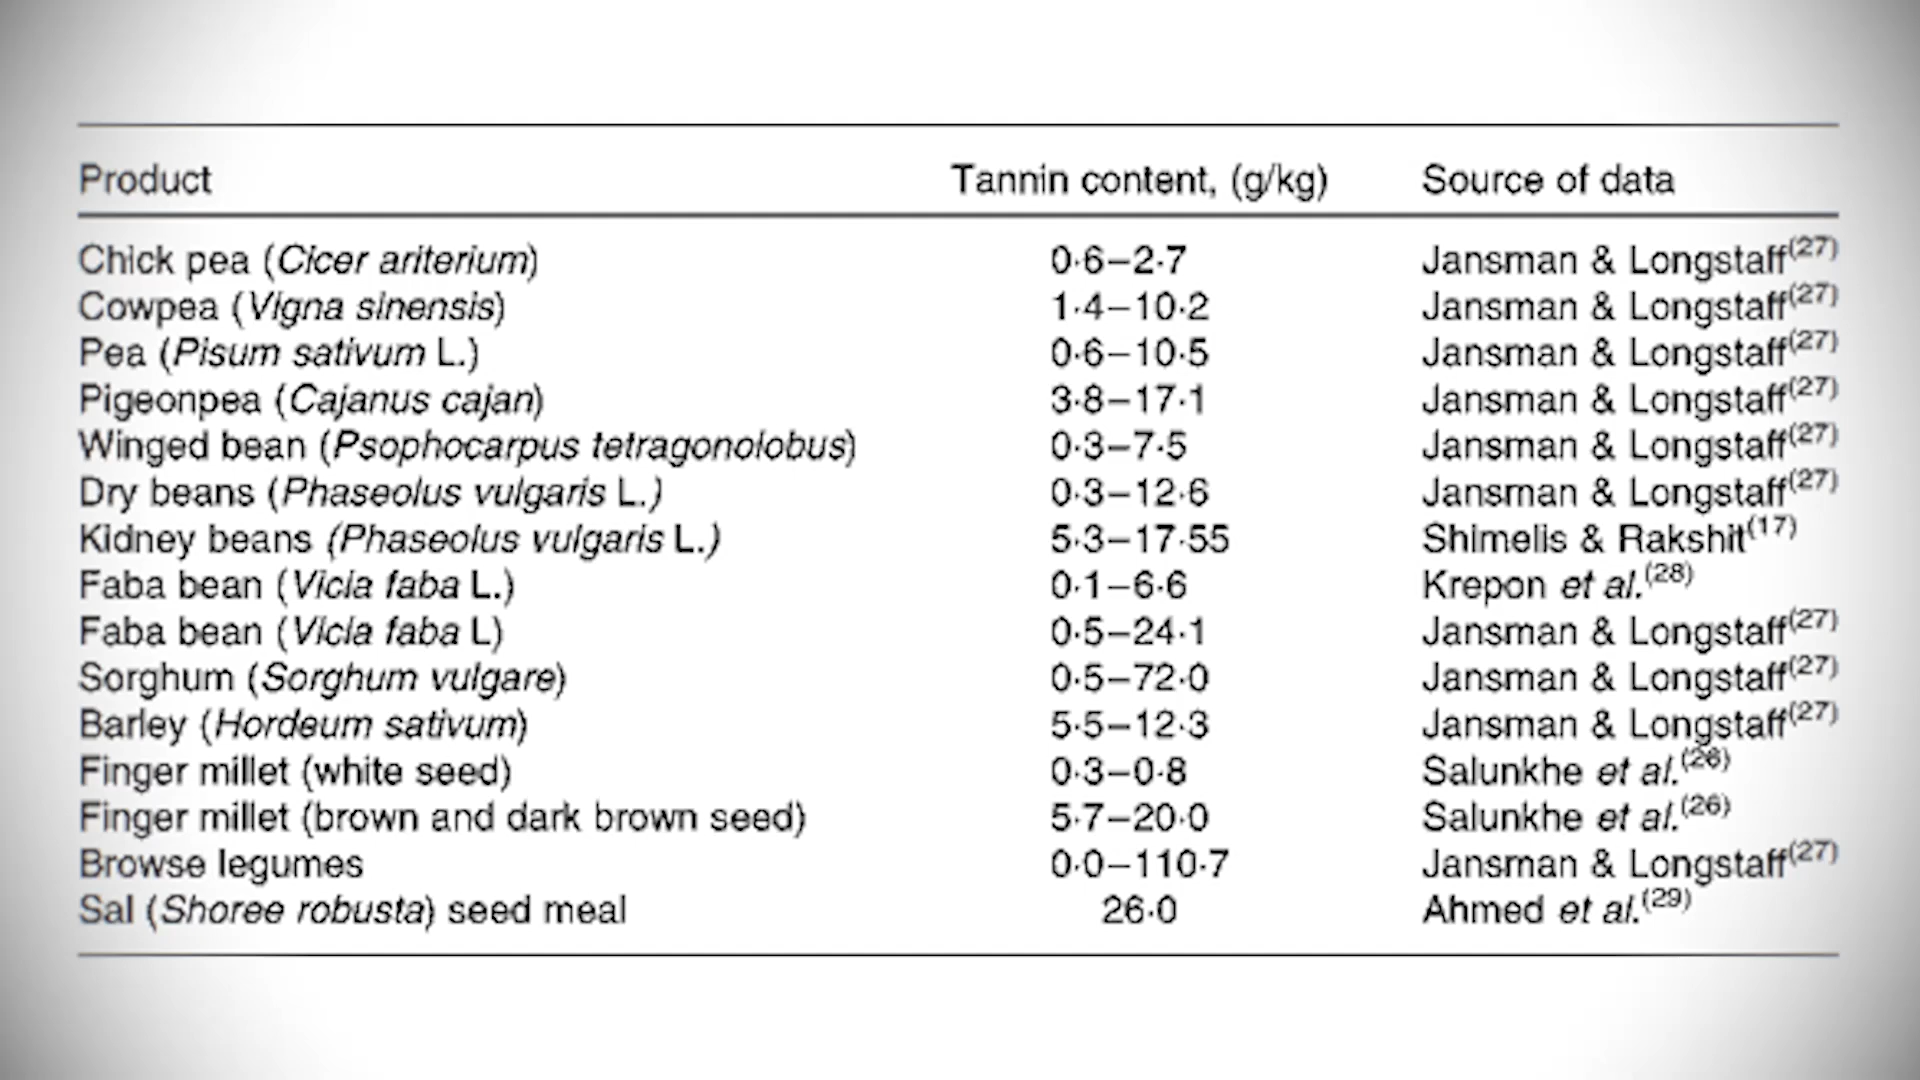 Product Tannin content, (g/kg) Source of data
Chick pea (Cicer ariterium) 0·6–2·7 Jansman & Longstaff(27)
Cowpea (Vigna sinensis) 1·4–10·2 Jansman & Longstaff(27)
Pea (Pisum sativum L.) 0·6–10·5 Jansman & Longstaff(27)
Pigeonpea (Cajanus cajan) 3·8–17·1 Jansman & Longstaff(27)
Winged bean (Psophocarpus tetragonolobus) 0·3–7·5 Jansman & Longstaff(27)
Dry beans (Phaseolus vulgaris L.) 0·3–12·6 Jansman & Longstaff(27)
Kidney beans (Phaseolus vulgaris L.) 5·3–17·55 Shimelis & Rakshit(17)
Faba bean (Vicia faba L.) 0·1–6·6 Krepon et al.(28)
Faba bean (Vicia faba L) 0·5–24·1 Jansman & Longstaff(27)
Sorghum (Sorghum vulgare) 0·5–72·0 Jansman & Longstaff(27)
Barley (Hordeum sativum) 5·5–12·3 Jansman & Longstaff(27)
Finger millet (white seed) 0·3–0·8 Salunkhe et al.(26)
Finger millet (brown and dark brown seed) 5·7–20·0 Salunkhe et al.(26)
Browse legumes 0·0–110·7 Jansman & Longstaff(27)
Sal (Shoree robusta) seed meal 26·0 Ahmed et al.(29)